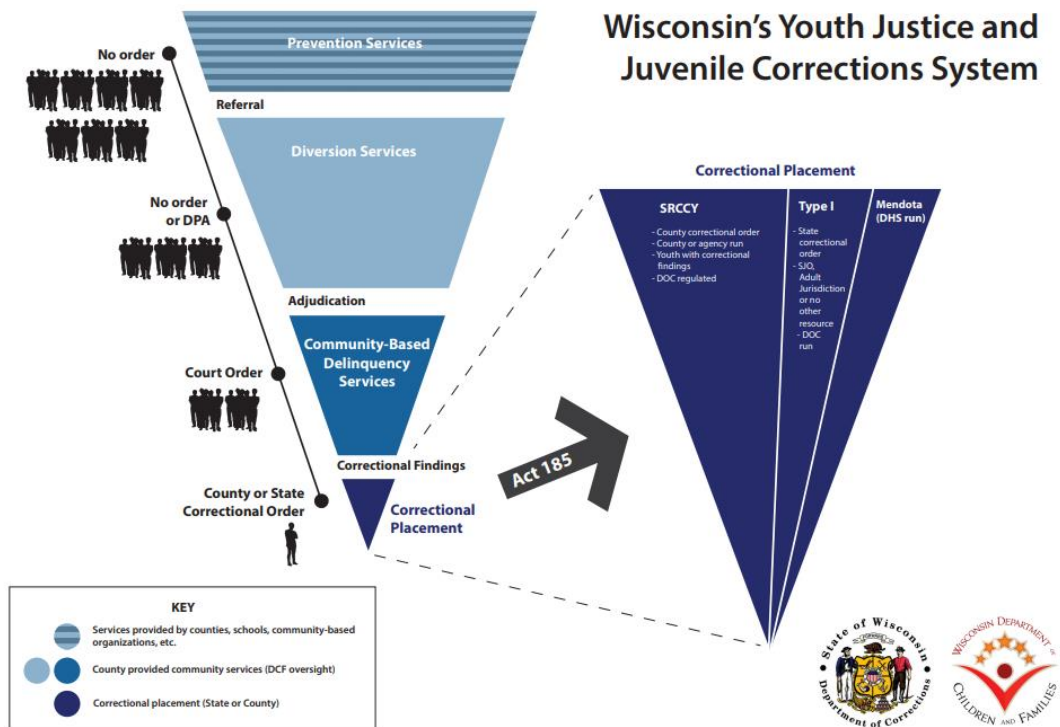 Wisconsin's Youth Justice and
Juvenile Corrections System
No order
Prevention Services
Referral
Diversion Services
No order
or DPA
Adjudication
Community-Based
Delinquency
Services
Court Order
Correctional Findings
County or State
Correctional Order
Correctional
Placement
Act 185
Correctional Placement
SRCCY
- County correctional order
- County or agency run
- Youth with correctional
findings
- DOC regulated
Type I
- State
correctional
order
- SJO,
Adult
Jurisdiction
or no
other
resource
- DOC
run
Mendota
(DHS run)
KEY
Services provided by counties, schools, community-based
organizations, etc.
County provided community services (DCF oversight)
Correctional placement (State or County)
State of Wisconsin
Department of Corrections
Wisconsin Department of
Children and Families